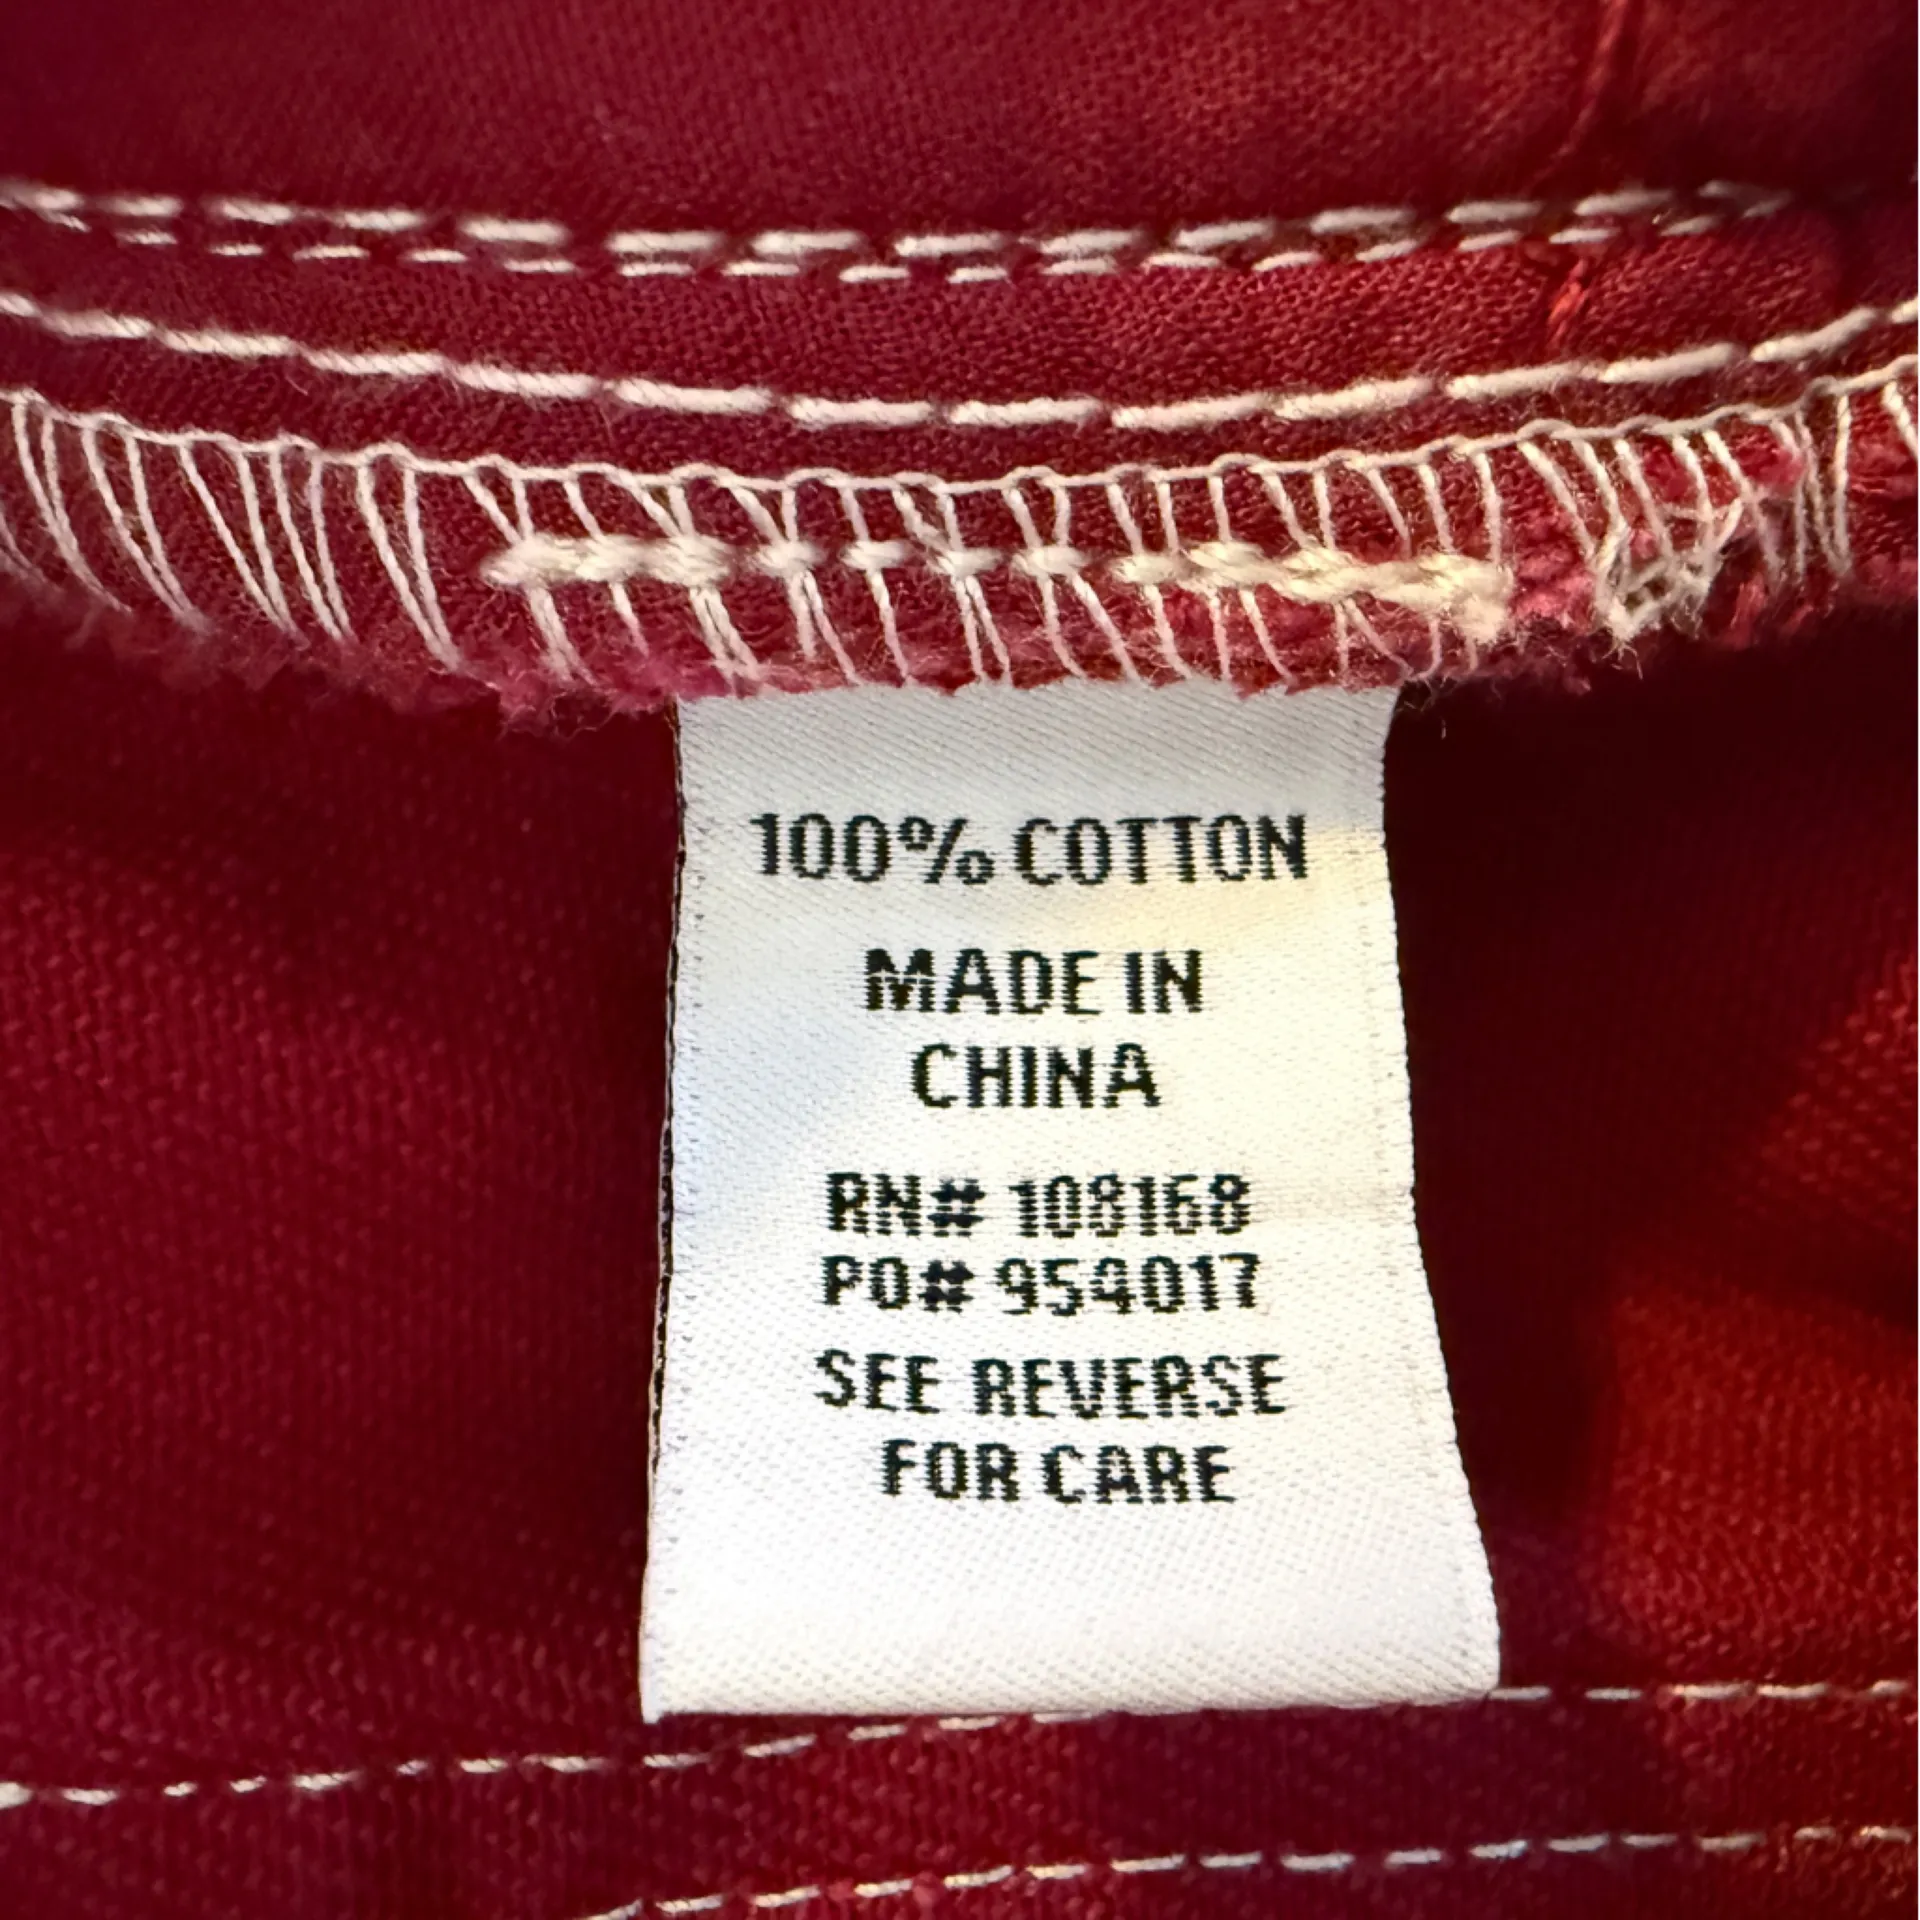 100% COTTON
MADE IN
CHINA
RN# 108168
PO# 954017
SEE REVERSE
FOR CARE